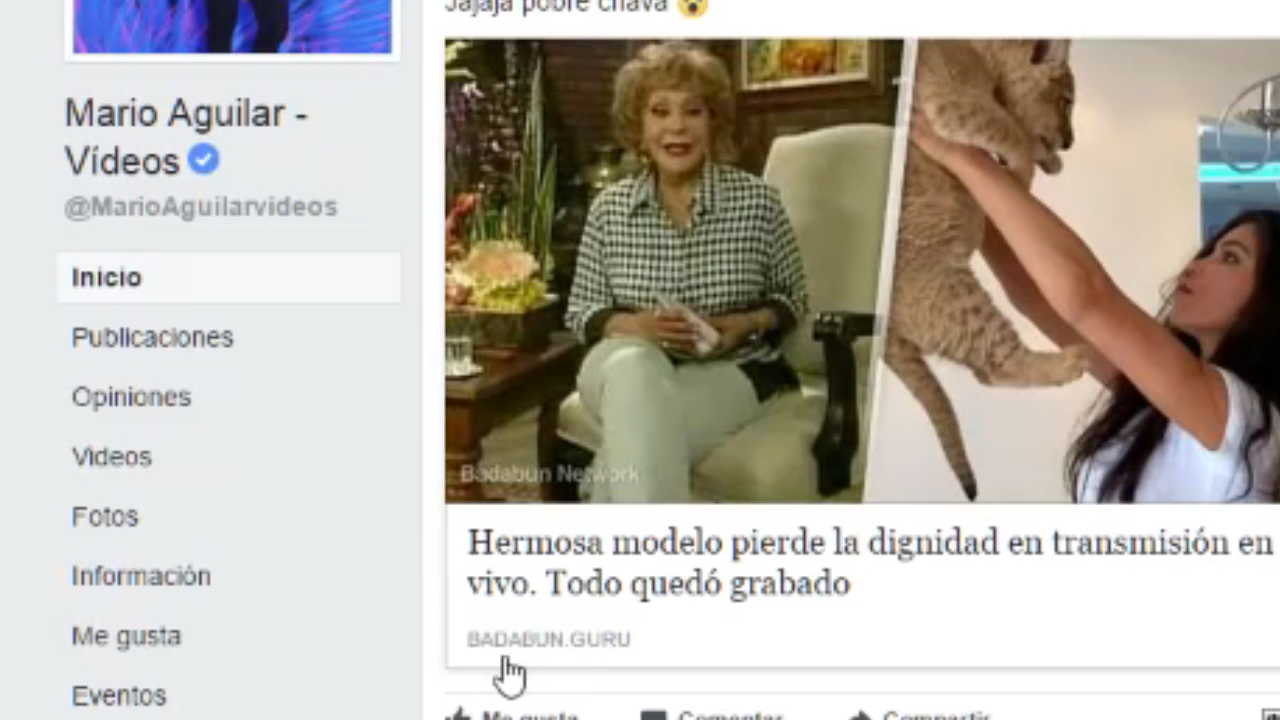 Jajaja pobre chava
Mario Aguilar -
Vídeos
@MarioAguilarvideos
Inicio
Publicaciones
Opiniones
Videos
Fotos
Información
Me gusta
Eventos
Badabun Network
Hermosa modelo pierde la dignidad en transmisión en
vivo. Todo quedó grabado
BADABUN.GURU
Me gusta
Comentar
Compartir